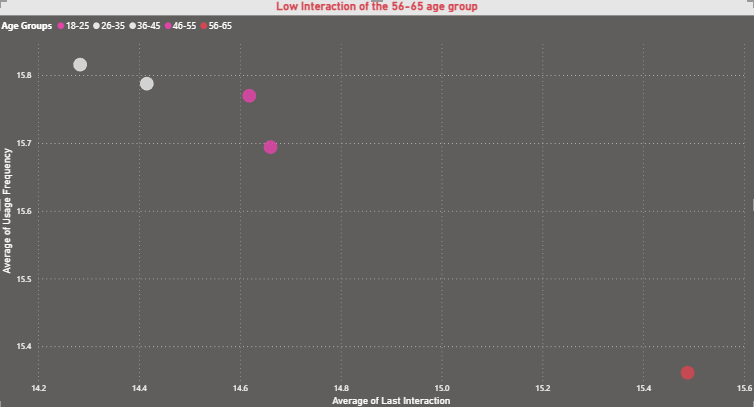 Low Interaction of the 56-65 age group
Age Groups 18-25 26-35 36-45 46-55 56-65
Average of Usage Frequency
15.8
15.7
15.6
15.5
15.4
14.2 14.4 14.6 14.8 15.0 15.2 15.4 15.6
Average of Last Interaction